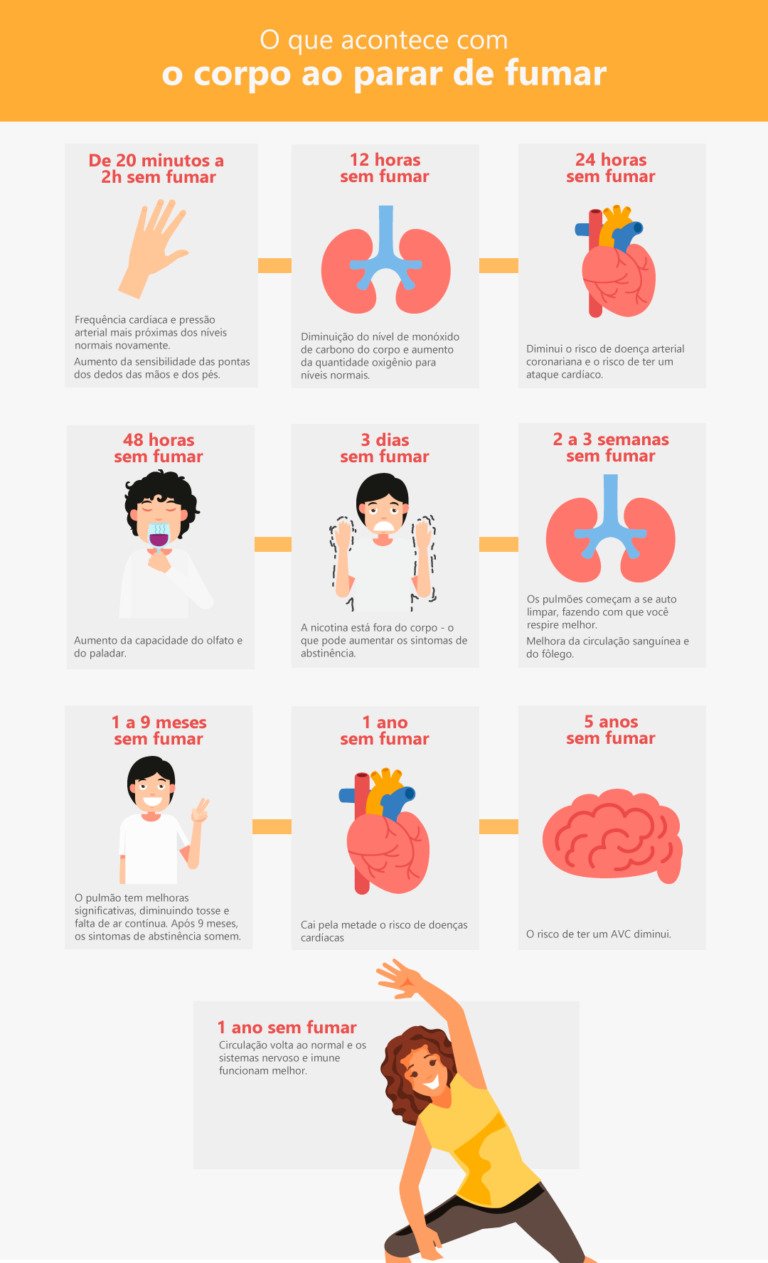 O que acontece com
o corpo ao parar de fumar
De 20 minutos a
2h sem fumar
Frequência cardíaca e pressão
arterial mais próximas dos níveis
normais novamente.
Aumento da sensibilidade das pontas
dos dedos das mãos e dos pés.
12 horas
sem fumar
Diminuição do nível de monóxido
de carbono do corpo e aumento
da quantidade oxigênio para
níveis normais.
24 horas
sem fumar
Diminui o risco de doença arterial
coronariana e o risco de ter um
ataque cardíaco.
48 horas
sem fumar
Aumento da capacidade do olfato e
do paladar.
3 dias
sem fumar
A nicotina está fora do corpo - o
que pode aumentar os sintomas de
abstinência.
2 a 3 semanas
sem fumar
Os pulmões começam a se auto
limpar, fazendo com que você
respire melhor.
Melhora da circulação sanguínea e
do fôlego.
1 a 9 meses
sem fumar
O pulmão tem melhoras
significativas, diminuindo tosse e
falta de ar contínua. Após 9 meses,
os sintomas de abstinência somem.
1 ano
sem fumar
Cai pela metade o risco de doenças
cardíacas
5 anos
sem fumar
O risco de ter um AVC diminui.
1 ano sem fumar
Circulação volta ao normal e os
sistemas nervoso e imune
funcionam melhor.